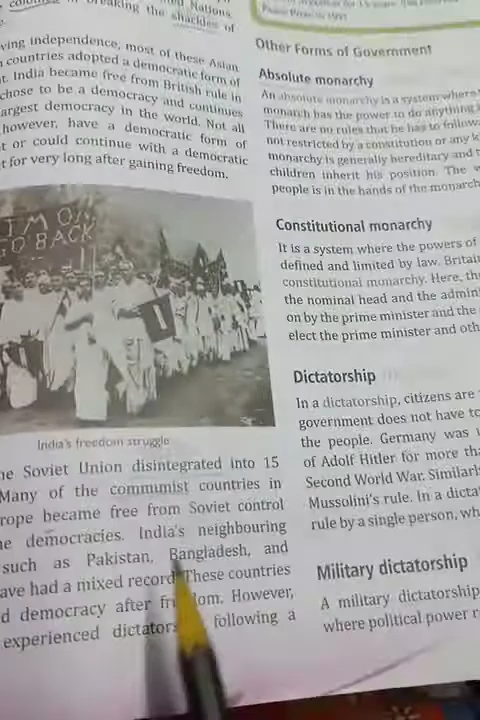 breaking the shackles of
Nations.
ving independence, most of these Asian
countries adopted a democratic form of
t. India became free from British rule in
chose to be a democracy and continues
argest democracy in the world. Not all
however, have a democratic form of
t or could continue with a democratic
t for very long after gaining freedom.
GO BACK
India's freedom struggle
he Soviet Union disintegrated into 15
Many of the communist countries in
rope became free from Soviet control
e democracies. India's neighbouring
such as Pakistan, Bangladesh, and
ave had a mixed record. These countries
d democracy after However,
experienced following a
Other Forms of Government
Absolute monarchy
An absolute monarchy is a system where
monarch has the power to do anything
There are no rules that he has to follow
not restricted by a constitution or any
monarchy is generally hereditary and
children inherit his position. The
people is in the hands of the monarch
Constitutional monarchy
It is a system where the powers of
defined and limited by law. Britai
constitutional monarchy. Here, the
the nominal head and the admini
on by the prime minister and the
elect the prime minister and oth
Dictatorship
In a dictatorship, citizens are
government does not have to
the people. Germany was
of Adolf Hitler for more tha
Second World War. Similarl
Mussolini's rule. In a dicta
rule by a single person, wh
Military dictatorship
A military dictatorship
where political power